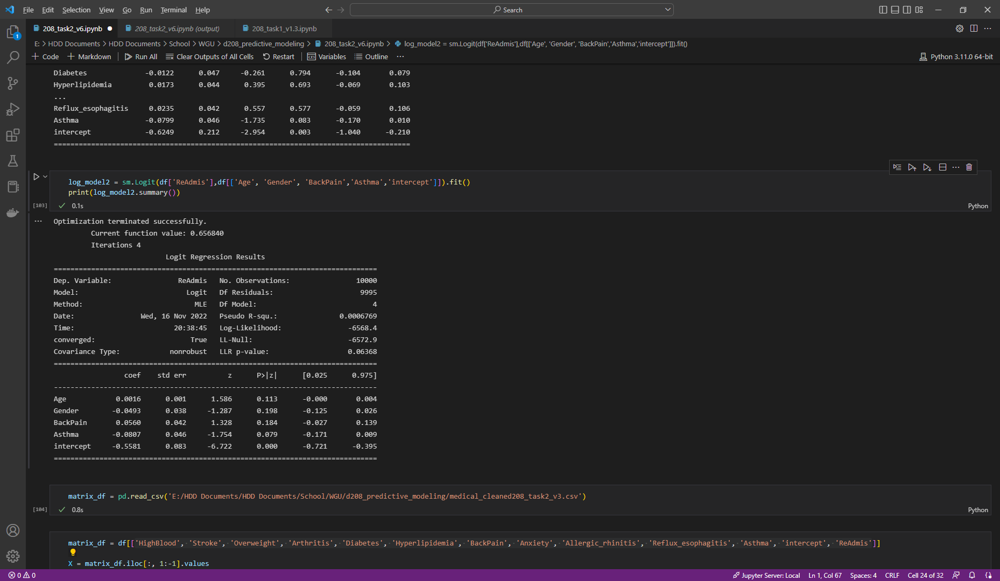 File Edit Selection View Go Run Terminal Help Search
208_task2_v6.ipynb 208_task2_v6.ipynb (output) 208_task1_v1.3.ipynb
1
E: > HDD Documents > HDD Documents > School > WGU > d208_predictive_modeling > 208_task2_v6.ipynb > log_model2 = sm.Logit(df['ReAdmis'],df[['Age', 'Gender', 'BackPain','Asthma','intercept']]).fit()
+ Code + Markdown Run All Clear Outputs of All Cells Restart Variables Outline ... Python 3.11.0 64-bit
Diabetes -0.0122 0.047 -0.261 0.794 -0.104 0.079
Hyperlipidemia 0.0173 0.044 0.395 0.693 -0.069 0.103
...
Reflux_esophagitis 0.0235 0.042 0.557 0.577 -0.059 0.106
Asthma -0.0799 0.046 -1.735 0.083 -0.170 0.010
intercept -0.6249 0.212 -2.954 0.003 -1.040 -0.210
======================================================================================
log_model2 = sm.Logit(df['ReAdmis'],df[['Age', 'Gender', 'BackPain','Asthma','intercept']]).fit()
print(log_model2.summary())
[103] ✓ 0.1s Python
... Optimization terminated successfully.
Current function value: 0.656840
Iterations 4
Logit Regression Results
==============================================================================
Dep. Variable: ReAdmis No. Observations: 10000
Model: Logit Df Residuals: 9995
Method: MLE Df Model: 4
Date: Wed, 16 Nov 2022 Pseudo R-squ.: 0.0006769
Time: 20:38:45 Log-Likelihood: -6568.4
converged: True LL-Null: -6572.9
Covariance Type: nonrobust LLR p-value: 0.06368
==============================================================================
coef std err z P>|z| [0.025 0.975]
------------------------------------------------------------------------------
Age 0.0016 0.001 1.586 0.113 -0.000 0.004
Gender -0.0493 0.038 -1.287 0.198 -0.125 0.026
BackPain 0.0560 0.042 1.328 0.184 -0.027 0.139
Asthma -0.0807 0.046 -1.754 0.079 -0.171 0.009
intercept -0.5581 0.083 -6.722 0.000 -0.721 -0.395
==============================================================================
matrix_df = pd.read_csv('E:/HDD Documents/HDD Documents/School/WGU/d208_predictive_modeling/medical_cleaned208_task2_v3.csv')
[104] ✓ 0.8s Python
matrix_df = df[['HighBlood', 'Stroke', 'Overweight', 'Arthritis', 'Diabetes', 'Hyperlipidemia', 'BackPain', 'Anxiety', 'Allergic_rhinitis', 'Reflux_esophagitis', 'Asthma', 'intercept', 'ReAdmis']]
X = matrix_df.iloc[:, 1:-1].values
0 0 Jupyter Server: Local Ln 1, Col 67 Spaces: 4 CRLF Cell 24 of 32